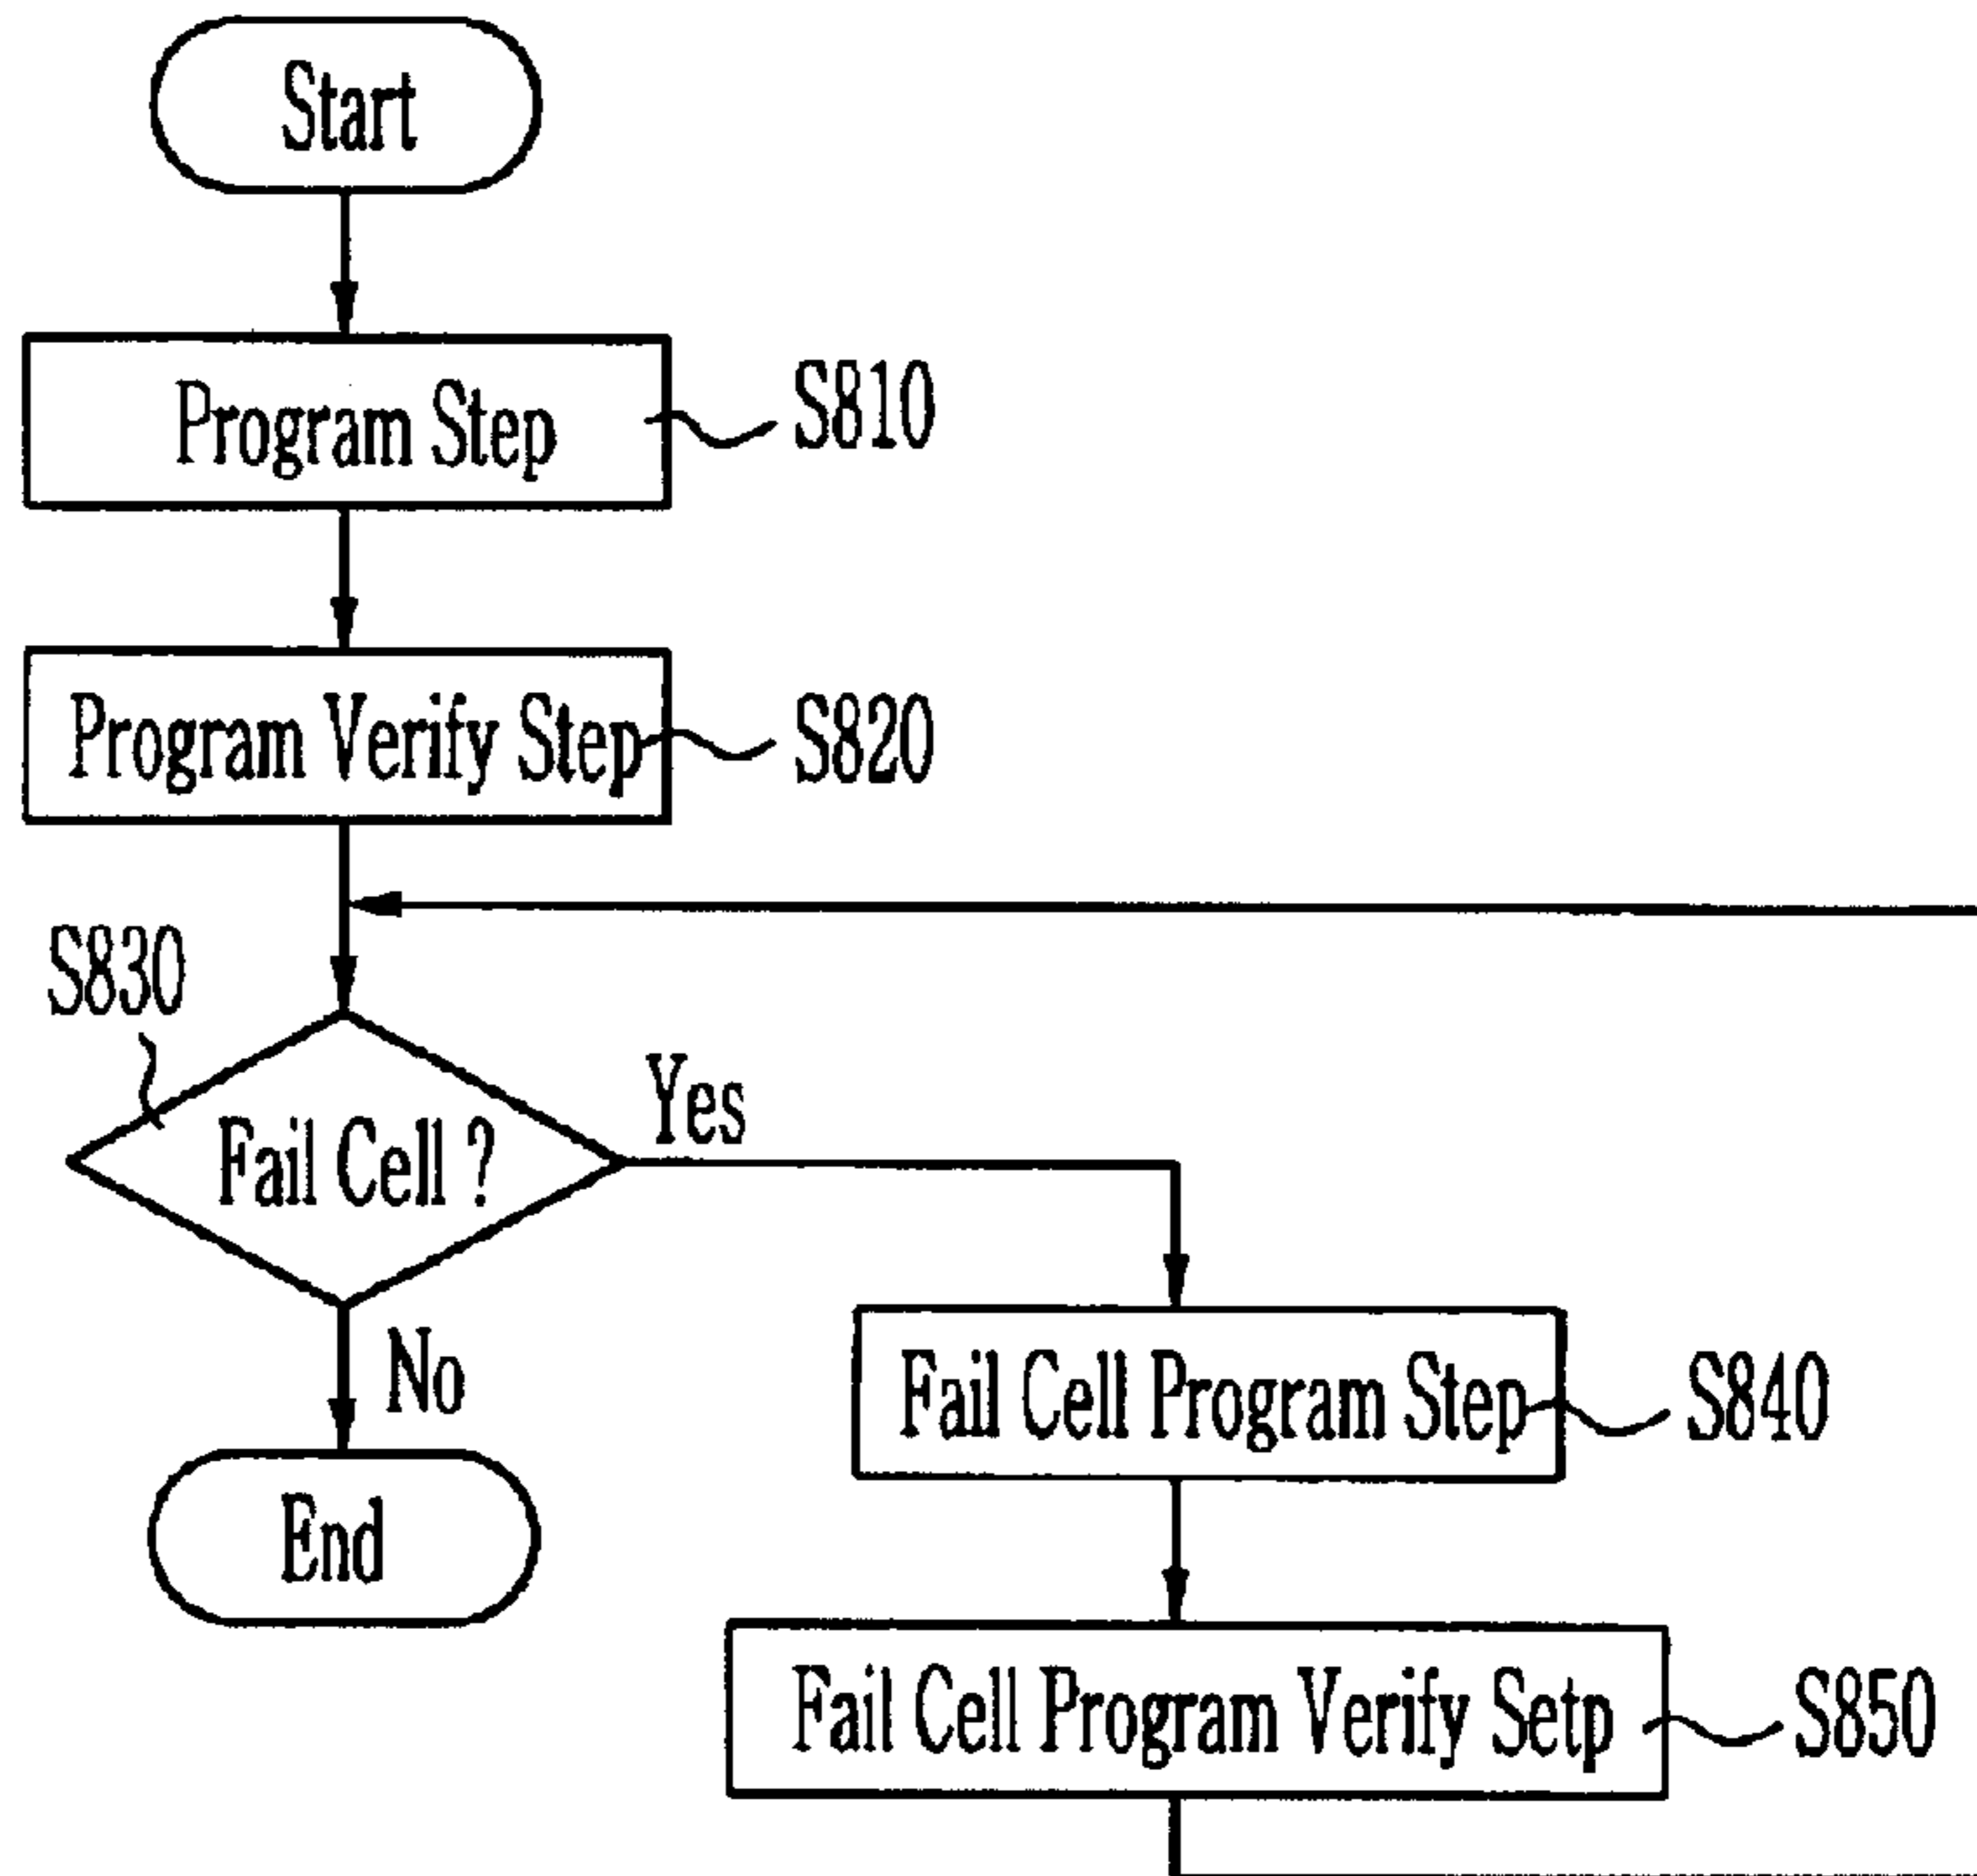 Start
Program Step
S810
Program Verify Step
S820
S830
Fail Cell ?
Yes
No
End
Fail Cell Program Step
S840
Fail Cell Program Verify Setp
S850